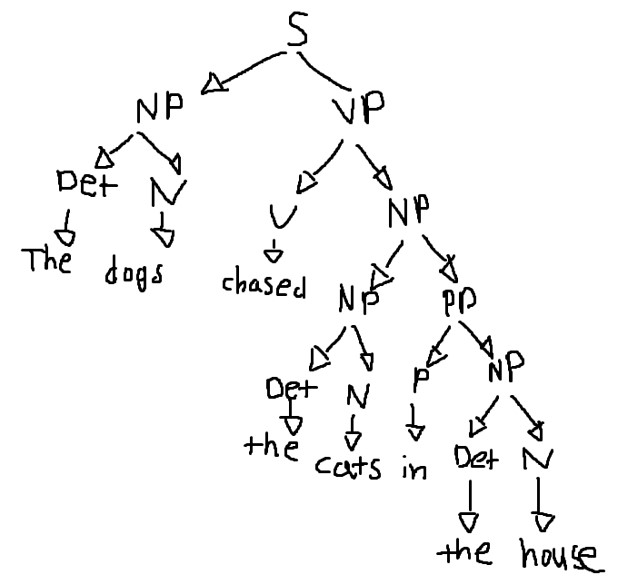 S
NP VP
Det N V NP
The dogs chased NP PP
Det N P NP
the cats in Det N
the house